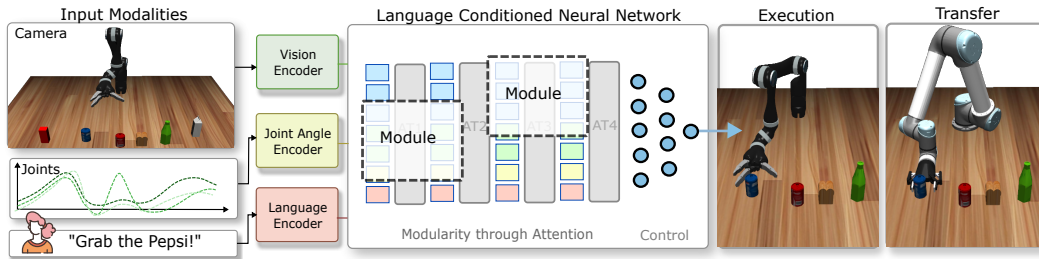 Input Modalities
Camera
Joints
"Grab the Pepsi!"
Vision
Encoder
Joint Angle
Encoder
Language
Encoder
Language Conditioned Neural Network
Module
Module
AT2
AT3
AT4
Modularity through Attention
Control
Execution
Transfer